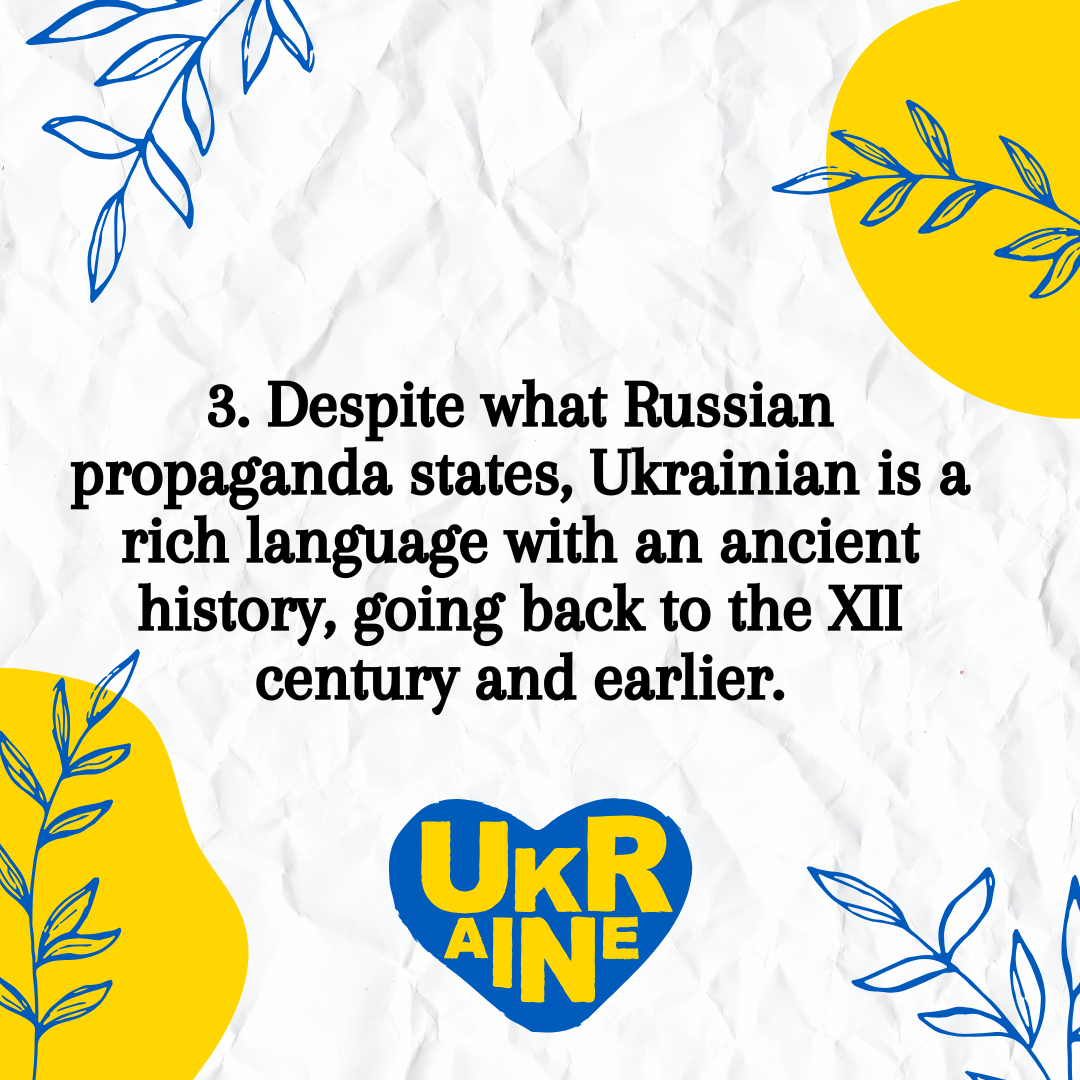 3. Despite what Russian
propaganda states, Ukrainian is a
rich language with an ancient
history, going back to the XII
century and earlier.
UKR
AINE